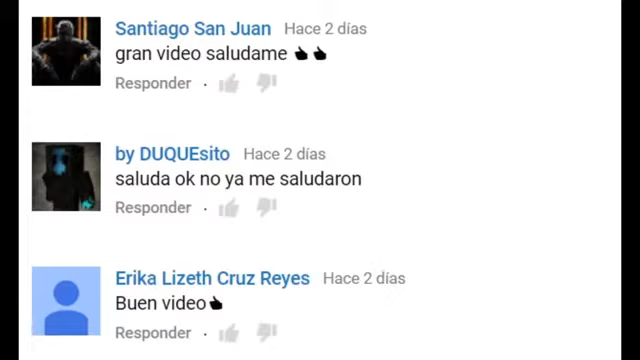 Santiago San Juan Hace 2 días
gran video saludame 👍👍
Responder ·
by DUQUEsito Hace 2 días
saluda ok no ya me saludaron
Responder ·
Erika Lizeth Cruz Reyes Hace 2 días
Buen video👍
Responder ·